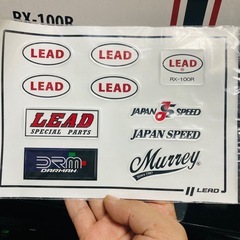 RX-100R
LEAD
LEAD
LEAD
LEAD
LEAD
RX-100R
LEAD
SPECIAL PARTS
JAPAN JS SPEED
JAPAN SPEED
DRM
DARMAH
Murrey
LEAD